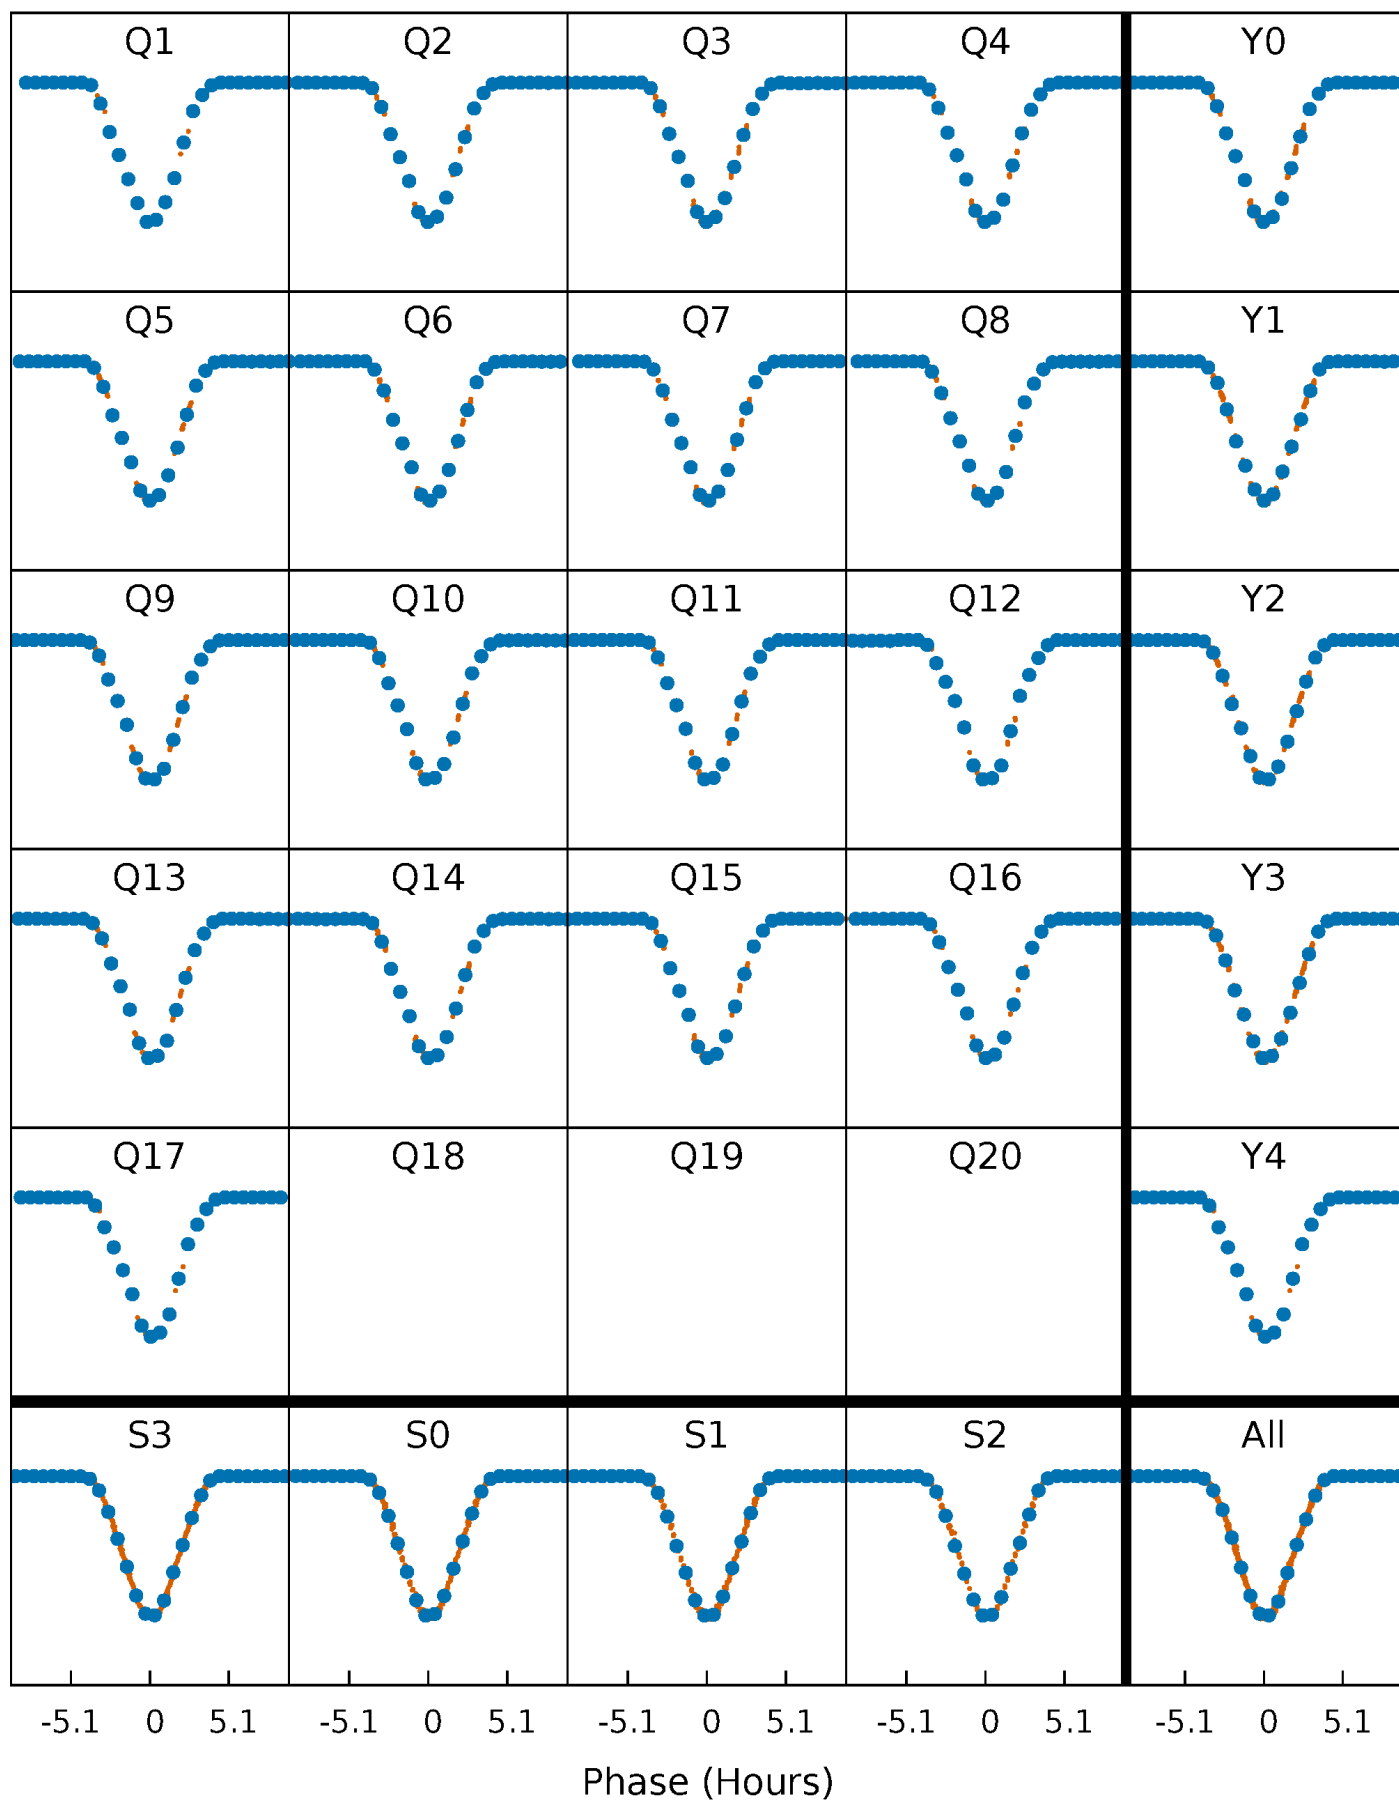 Q1 Q2 Q3 Q4 Y0
Q5 Q6 Q7 Q8 Y1
Q9 Q10 Q11 Q12 Y2
Q13 Q14 Q15 Q16 Y3
Q17 Q18 Q19 Q20 Y4
S3 S0 S1 S2 All
-5.1 0 5.1 -5.1 0 5.1 -5.1 0 5.1 -5.1 0 5.1 -5.1 0 5.1
Phase (Hours)